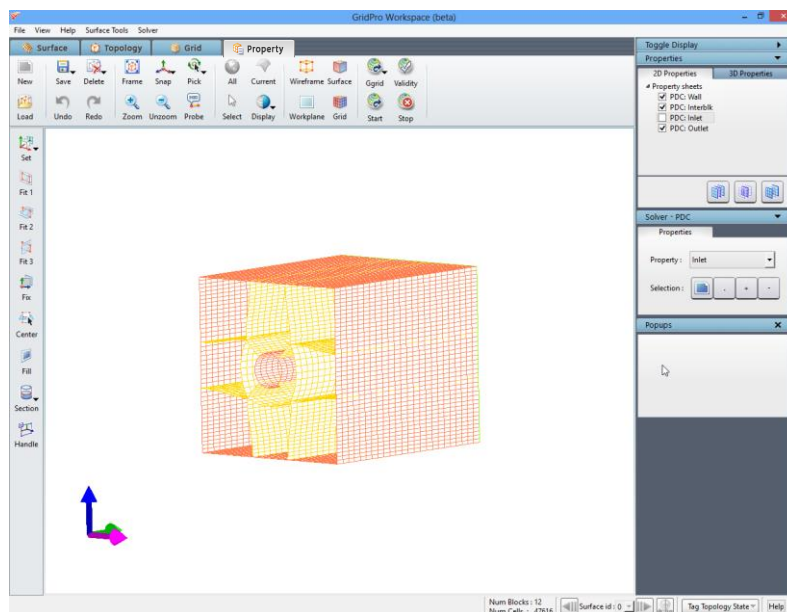 GridPro Workspace (beta)
File View Help Surface Tools Solver
Surface Topology Grid Property
New Save Delete Frame Snap Pick All Current Wireframe Surface Ggrid Validity
Load Undo Redo Zoom Unzoom Probe Select Display Workplane Grid Start Stop
Set
Fit 1
Fit 2
Fit 3
Fix
Center
Fill
Section
Handle
Toggle Display
Properties
2D Properties 3D Properties
Property sheets
PDC: Wall
PDC: Interblk
PDC: Inlet
PDC: Outlet
Solver - PDC
Properties
Property : Inlet
Selection : . + -
Popups X
Num Blocks : 12
Num Cells : 47616
Surface id : 0
Tag Topology State
Help